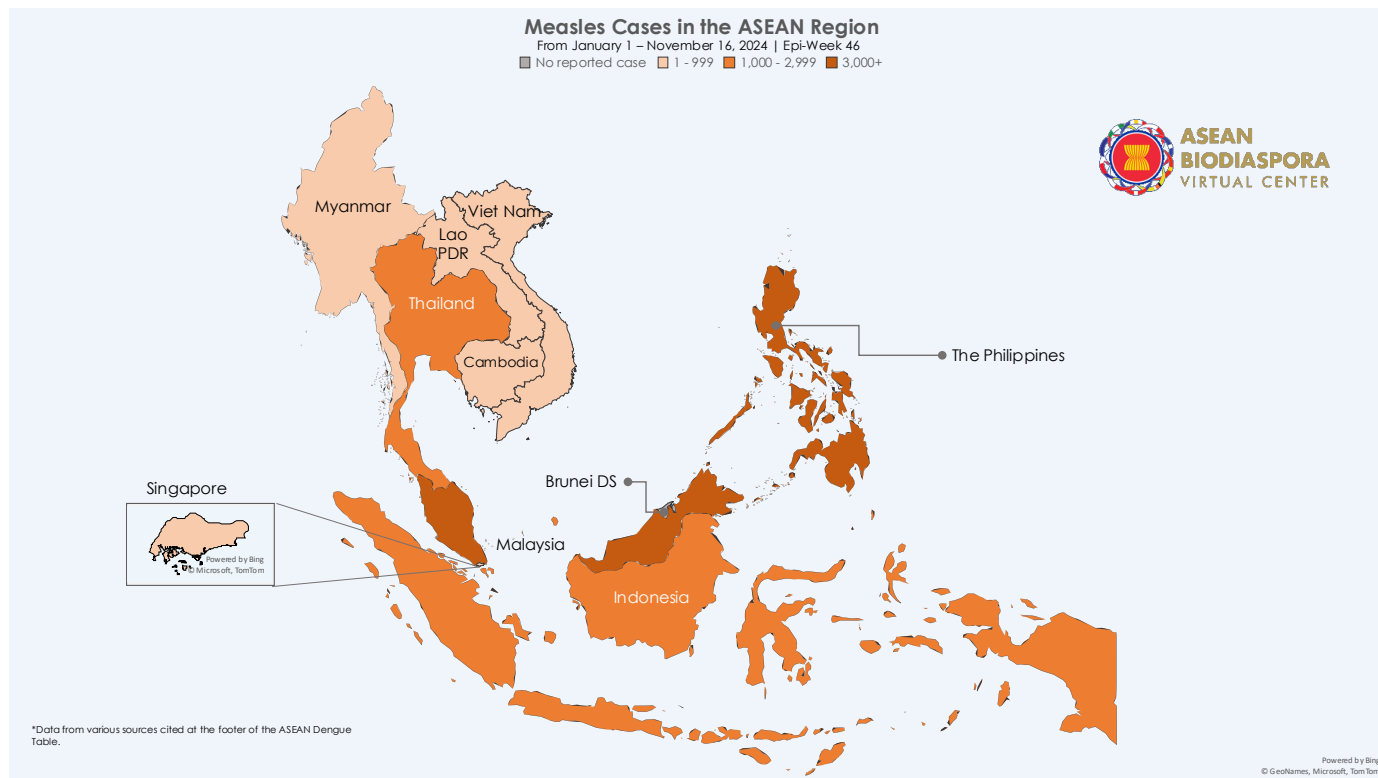 Measles Cases in the ASEAN Region
From January 1 – November 16, 2024 | Epi-Week 46
No reported case 1 - 999 1,000 - 2,999 3,000+
ASEAN
BIODIASPORA
VIRTUAL CENTER
Myanmar
Viet Nam
Lao
PDR
Thailand
Cambodia
The Philippines
Brunei DS
Singapore
Powered by Bing
© Microsoft, TomTom
Malaysia
Indonesia
*Data from various sources cited at the footer of the ASEAN Dengue
Table.
Powered by Bing
© GeoNames, Microsoft, TomTom